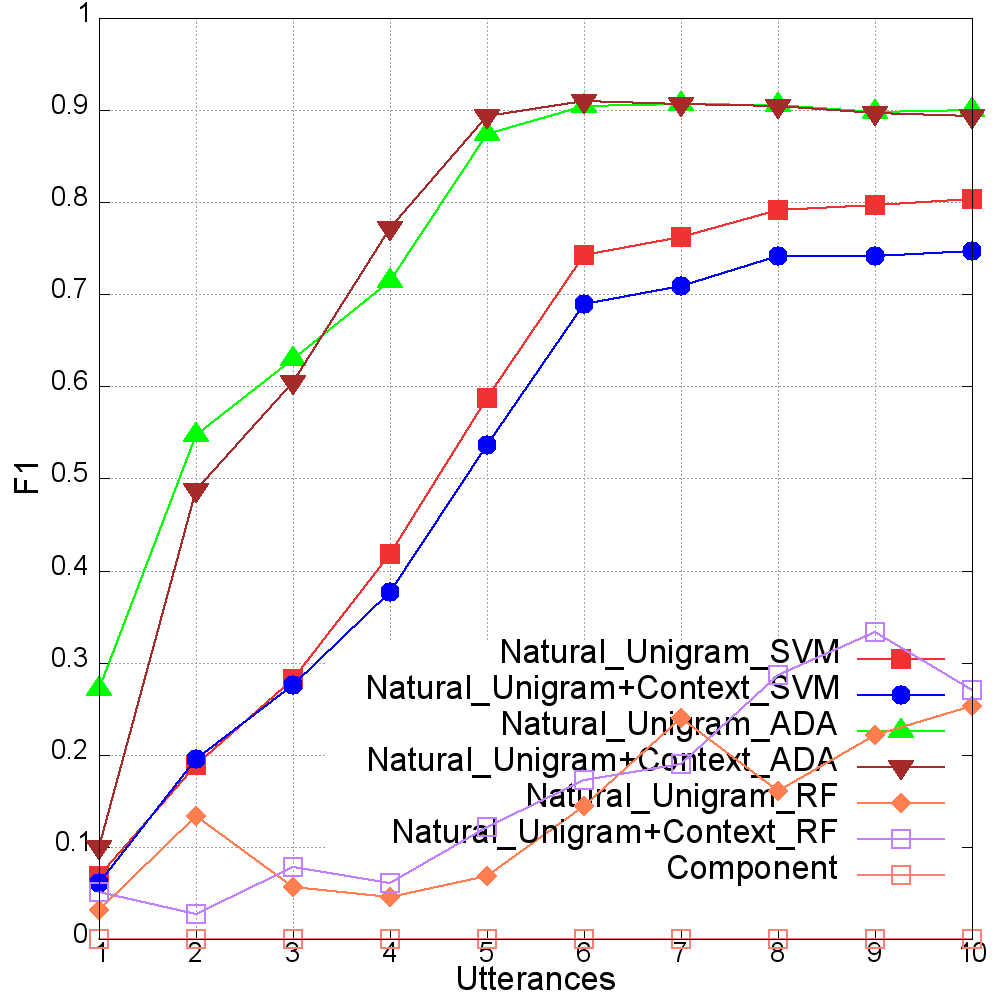 1
0.9
0.8
0.7
0.6
0.5
0.4
0.3
0.2
0.1
0
F1
Natural_Unigram_SVM
Natural_Unigram+Context_SVM
Natural_Unigram_ADA
Natural_Unigram+Context_ADA
Natural_Unigram_RF
Natural_Unigram+Context_RF
Component
1 2 3 4 5 6 7 8 9 10
Utterances